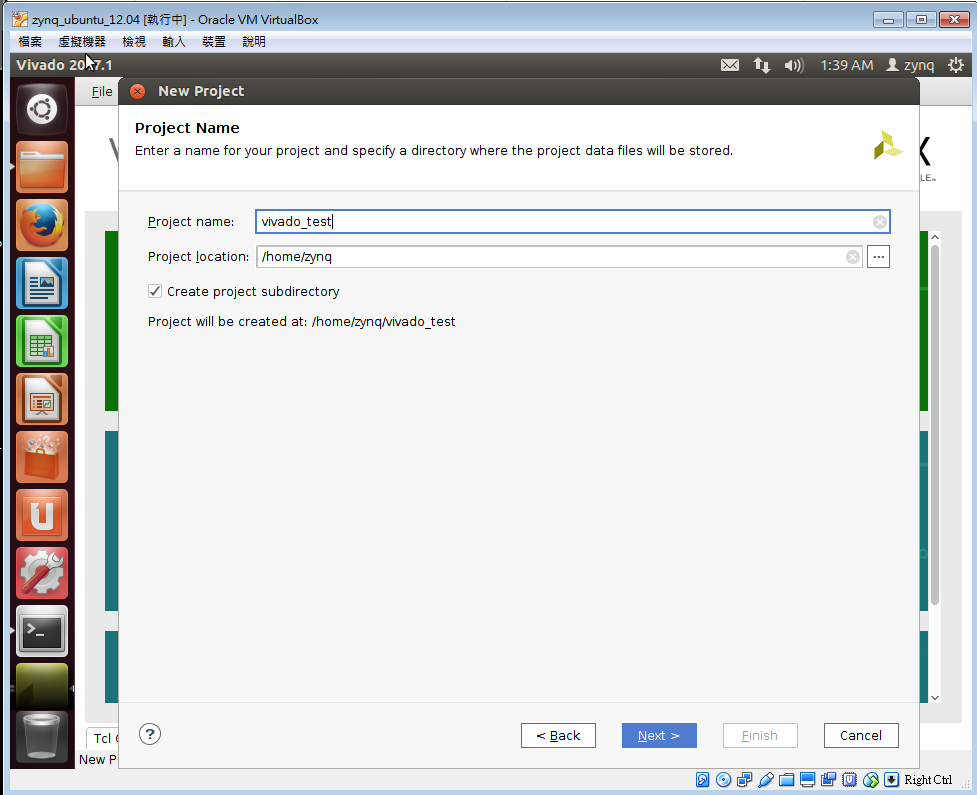 zynq_ubuntu_12.04 [執行中] - Oracle VM VirtualBox
檔案 虛擬機器 檢視 輸入 裝置 說明
1:39 AM zynq
File
New Project
Project Name
Enter a name for your project and specify a directory where the project data files will be stored.
Project name: vivado_test
Project location: /home/zynq ...
Create project subdirectory
Project will be created at: /home/zynq/vivado_test
? < Back Next > Finish Cancel
Tcl
New P
Right Ctrl